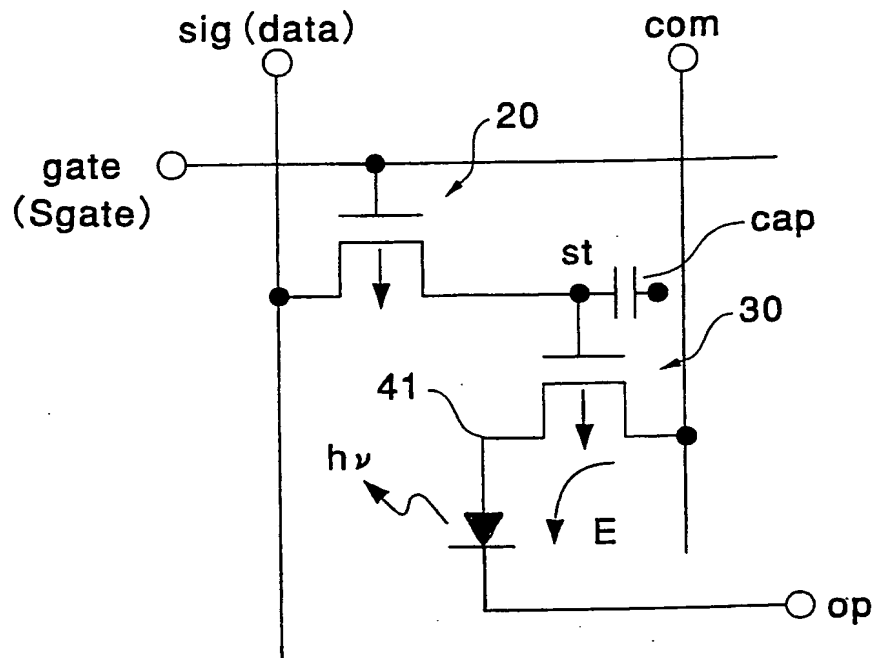 sig (data)
com
20
gate
(Sgate)
cap
st
30
41
hν
E
op